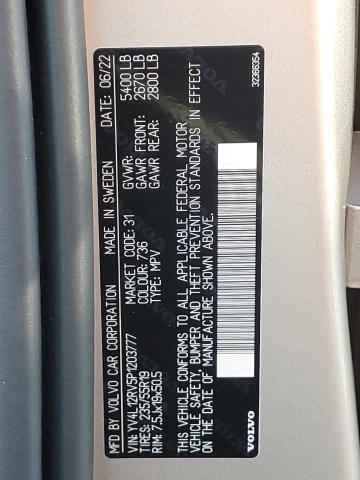 MFD BY VOLVO CAR CORPORATION MADE IN SWEDEN DATE: 06/22
VIN: YV4L12RV5P1203777 MARKET CODE: 31 GVWR: 5400 LB
TIRES: 235/55R19 COLOUR: 736 GAWR FRONT: 2670 LB
RIM: 7.5Jx19x50.5 TYPE: MPV GAWR REAR: 2800 LB
THIS VEHICLE CONFORMS TO ALL APPLICABLE FEDERAL MOTOR
VEHICLE SAFETY, BUMPER AND THEFT PREVENTION STANDARDS IN EFFECT
ON THE DATE OF MANUFACTURE SHOWN ABOVE.
VOLVO
32366354